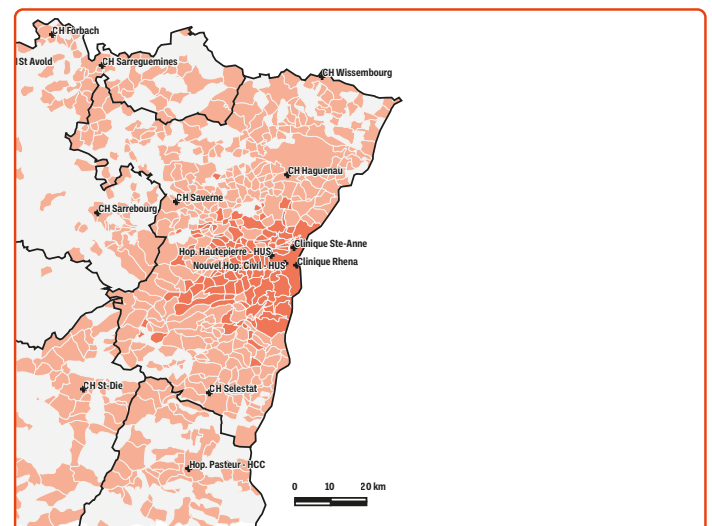 CH Forbach
St Avold
CH Sarreguemines
CH Wissembourg
CH Haguenau
CH Saverne
CH Sarrebourg
Clinique Ste-Anne
Hop. Hautepierre - HUS
Nouvel Hop. Civil - HUS
Clinique Rhena
CH St-Die
CH Selestat
Hop. Pasteur - HCC
0 10 20 km